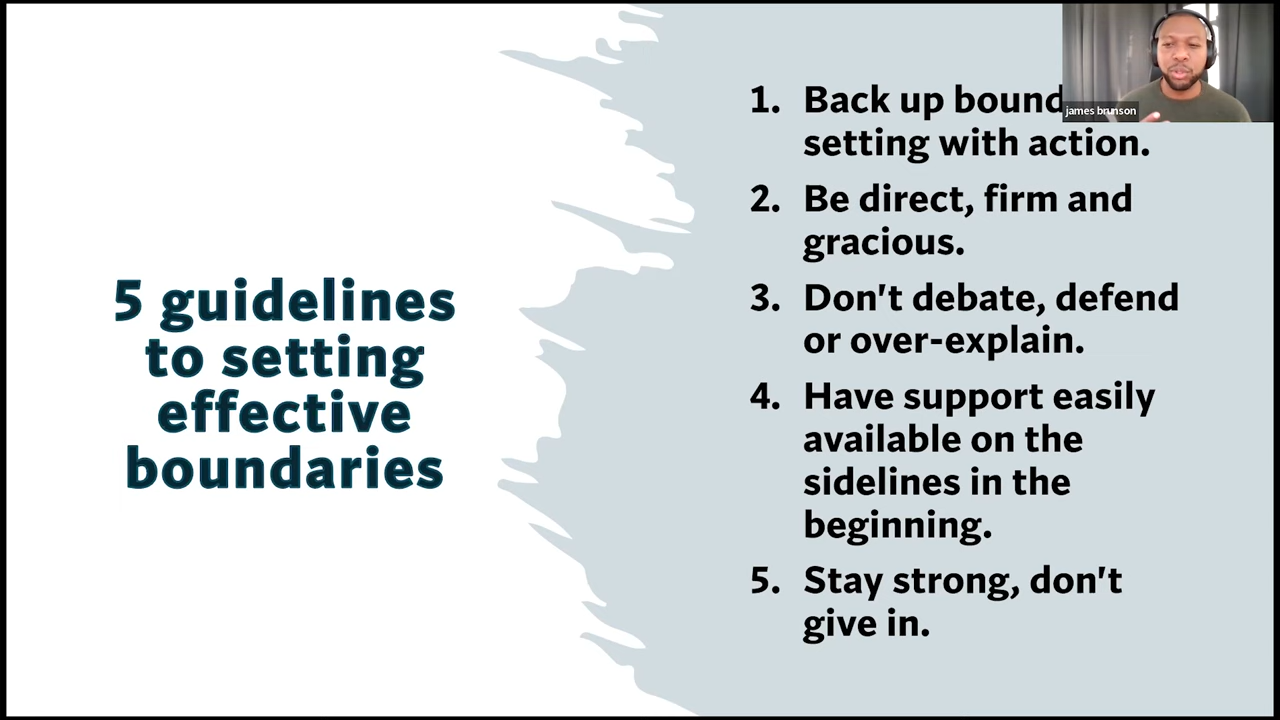 5 guidelines
to setting
effective
boundaries
1. Back up
setting with action.
2. Be direct, firm and
gracious.
3. Don't debate, defend
or over-explain.
4. Have support easily
available on the
sidelines in the
beginning.
5. Stay strong, don't
give in.
james brunson